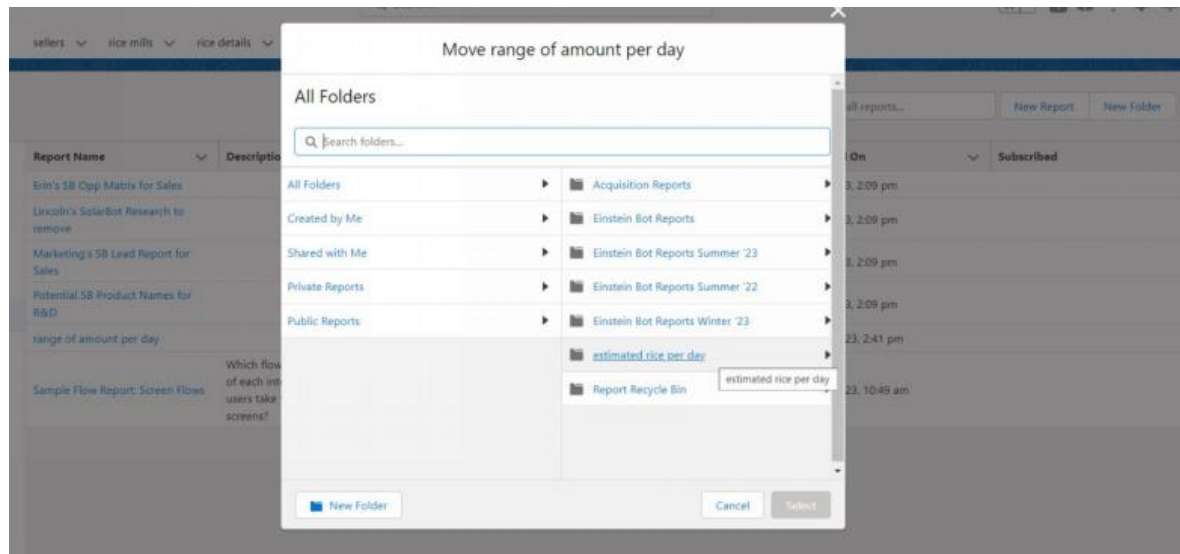 sellers rice mills rice details
Move range of amount per day
All Folders
Search folders...
all reports...
New Report
New Folder
Report Name
Descriptio
On
Subscribed
Erin's SB Opp Matrix for Sales
3, 2:09 pm
Lincoln's SolarBot Research to
remove
3, 2:09 pm
Marketing's SB Lead Report for
Sales
3, 2:09 pm
Potential SB Product Names for
R&D
3, 2:09 pm
range of amount per day
23, 2:41 pm
Sample Flow Report: Screen Flows
Which flow
of each int
users take
screens?
23, 10:49 am
All Folders
Created by Me
Shared with Me
Private Reports
Public Reports
Acquisition Reports
Einstein Bot Reports
Einstein Bot Reports Summer '23
Einstein Bot Reports Summer '22
Einstein Bot Reports Winter '23
estimated rice per day
estimated rice per day
Report Recycle Bin
New Folder
Cancel
Select